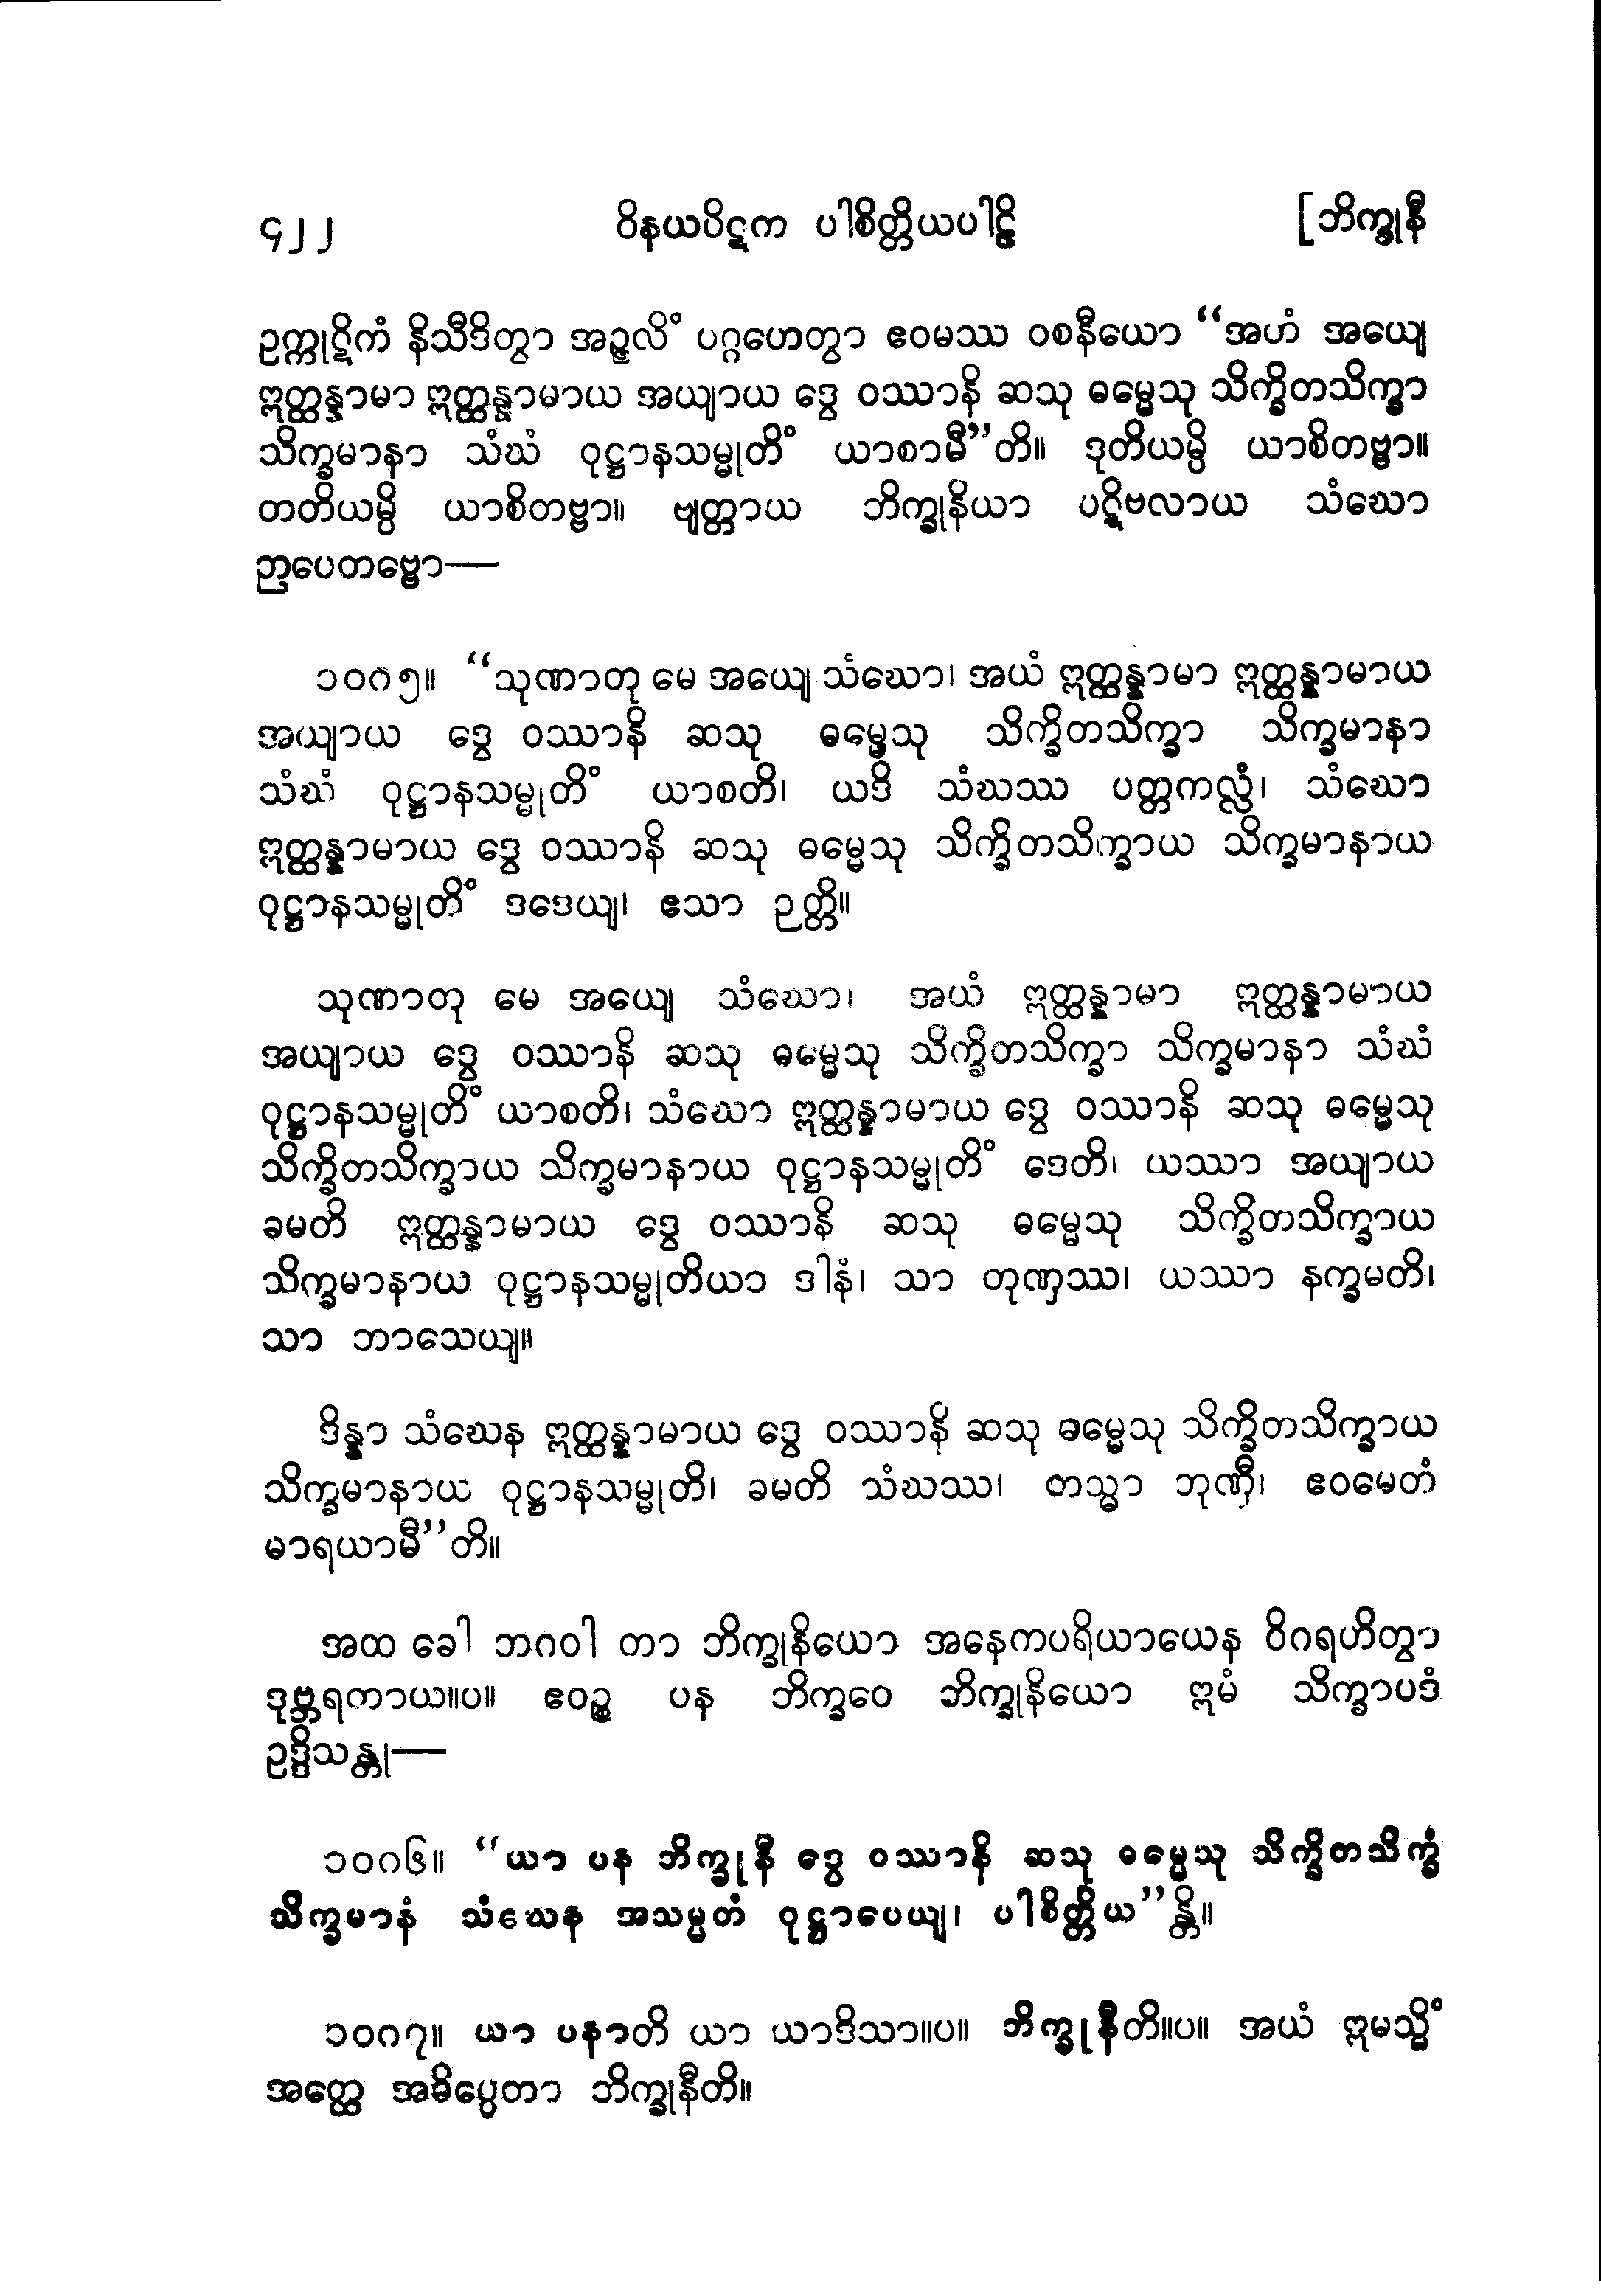 ၄၂၂ ဝိနယပိဋက ပါစိတ္တိယပါဠိ [ဘိက္ခုနီ
ဥက္ကုဋိကံ နိသီဒိတွာ အဉ္ဇလိံ ပဂ္ဂဟေတွာ ဧဝမဿ ဝစနီယော “အဟံ အယျေ
ဣတ္ထန္နာမာ ဣတ္ထန္နာမာယ အယျာယ ဒွေ ဝဿာနိ ဆသု ဓမ္မေသု သိက္ခိတသိက္ခာ
သိက္ခမာနာ သံဃံ ဝုဋ္ဌာနသမ္မုတိံ ယာစာမီ”တိ။ ဒုတိယမ္ပိ ယာစိတဗ္ဗာ။
တတိယမ္ပိ ယာစိတဗ္ဗာ။ ဗျတ္တာယ ဘိက္ခုနိယာ ပဋိဗလာယ သံဃော
ဉာပေတဗ္ဗော—
၁၀၈၅။ “သုဏာတု မေ အယျေ သံဃော၊ အယံ ဣတ္ထန္နာမာ ဣတ္ထန္နာမာယ
အယျာယ ဒွေ ဝဿာနိ ဆသု ဓမ္မေသု သိက္ခိတသိက္ခာ သိက္ခမာနာ
သံဃံ ဝုဋ္ဌာနသမ္မုတိံ ယာစတိ၊ ယဒိ သံဃဿ ပတ္တကလ္လံ၊ သံဃော
ဣတ္ထန္နာမာယ ဒွေ ဝဿာနိ ဆသု ဓမ္မေသု သိက္ခိတသိက္ခာယ သိက္ခမာနာယ
ဝုဋ္ဌာနသမ္မုတိံ ဒဒေယျ၊ ဧသာ ဉတ္တိ။
သုဏာတု မေ အယျေ သံဃော၊ အယံ ဣတ္ထန္နာမာ ဣတ္ထန္နာမာယ
အယျာယ ဒွေ ဝဿာနိ ဆသု ဓမ္မေသု သိက္ခိတသိက္ခာ သိက္ခမာနာ သံဃံ
ဝုဋ္ဌာနသမ္မုတိံ ယာစတိ၊ သံဃော ဣတ္ထန္နာမာယ ဒွေ ဝဿာနိ ဆသု ဓမ္မေသု
သိက္ခိတသိက္ခာယ သိက္ခမာနာယ ဝုဋ္ဌာနသမ္မုတိံ ဒေတိ၊ ယဿာ အယျာယ
ခမတိ ဣတ္ထန္နာမာယ ဒွေ ဝဿာနိ ဆသု ဓမ္မေသု သိက္ခိတသိက္ခာယ
သိက္ခမာနာယ ဝုဋ္ဌာနသမ္မုတိယာ ဒါနံ၊ သာ တုဏှဿ၊ ယဿာ နက္ခမတိ၊
သာ ဘာသေယျ။
ဒိန္နာ သံဃေန ဣတ္ထန္နာမာယ ဒွေ ဝဿာနိ ဆသု ဓမ္မေသု သိက္ခိတသိက္ခာယ
သိက္ခမာနာယ ဝုဋ္ဌာနသမ္မုတိ၊ ခမတိ သံဃဿ၊ တသ္မာ တုဏှီ၊ ဧဝမေတံ
ဓာရယာမီ”တိ။
အထ ခေါ ဘဂဝါ တာ ဘိက္ခုနိယော အနေကပရိယာယေန ဝိဂရဟိတွာ
ဒုဗ္ဘရကာယ။ပ။ ဧဝဉ္စ ပန ဘိက္ခဝေ ဘိက္ခုနိယော ဣမံ သိက္ခာပဒံ
ဥဒ္ဒိသန္တု—
၁၀၈၆။ “ယာ ပန ဘိက္ခုနီ ဒွေ ဝဿာနိ ဆသု ဓမ္မေသု သိက္ခိတသိက္ခံ
သိက္ခမာနံ သံဃေန အသမ္မတံ ဝုဋ္ဌာပေယျ၊ ပါစိတ္တိယ”န္တိ။
၁၀၈၇။ ယာ ပနာတိ ယာ ယာဒိသာ။ပ။ ဘိက္ခုနီတိ။ပ။ အယံ ဣမသ္မိံ
အတ္ထေ အဓိပ္ပေတာ ဘိက္ခုနီတိ။